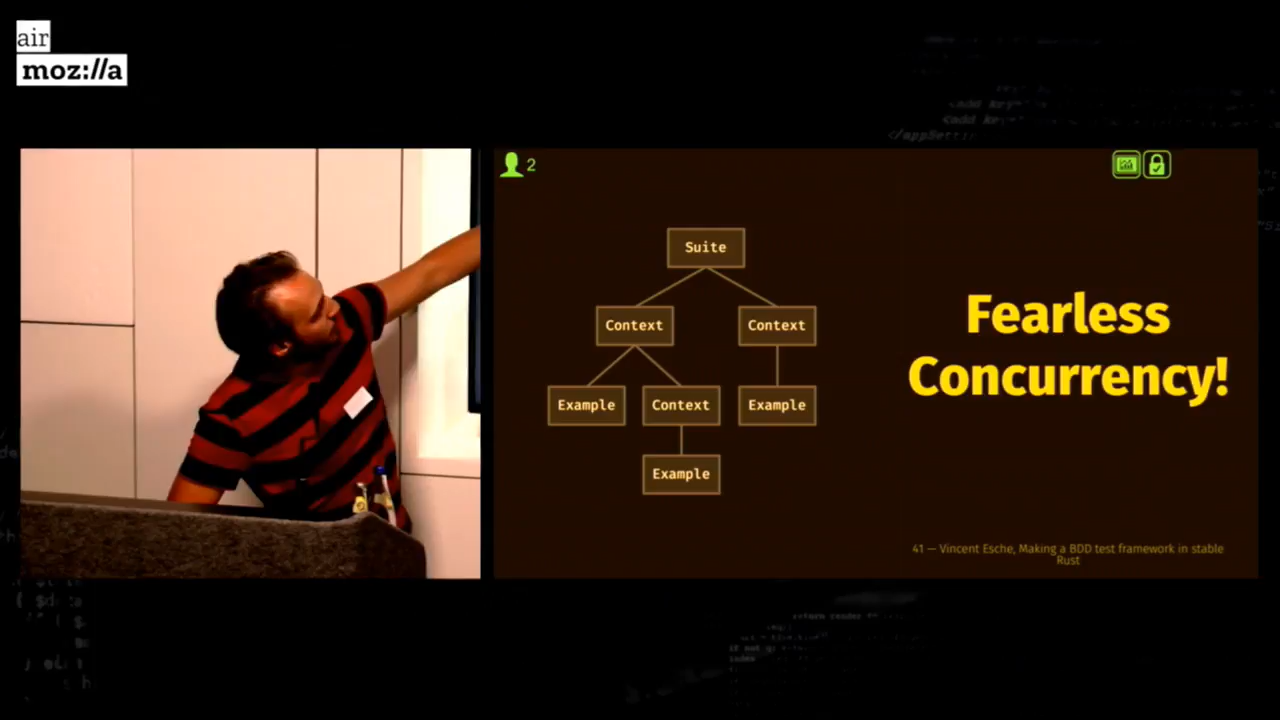 air
moz://a
2
Suite
Fearless
Concurrency!
Context Context
Example Context Example
Example
41 — Vincent Esche, Making a BDD test framework in stable
Rust